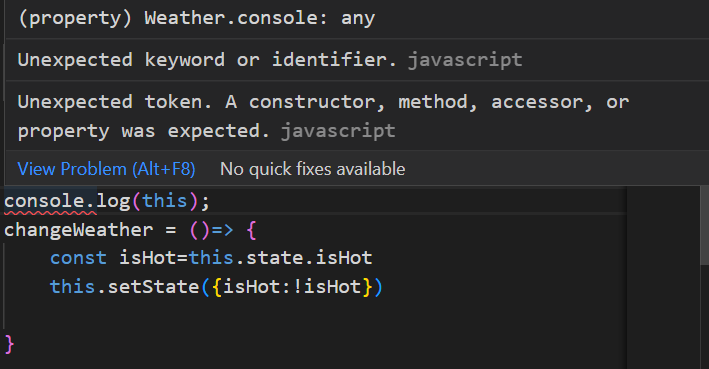 (property) Weather.console: any
Unexpected keyword or identifier. javascript
Unexpected token. A constructor, method, accessor, or
property was expected. javascript
View Problem (Alt+F8) No quick fixes available
console.log(this);
changeWeather = ()=> {
    const isHot=this.state.isHot
    this.setState({isHot:!isHot})
}